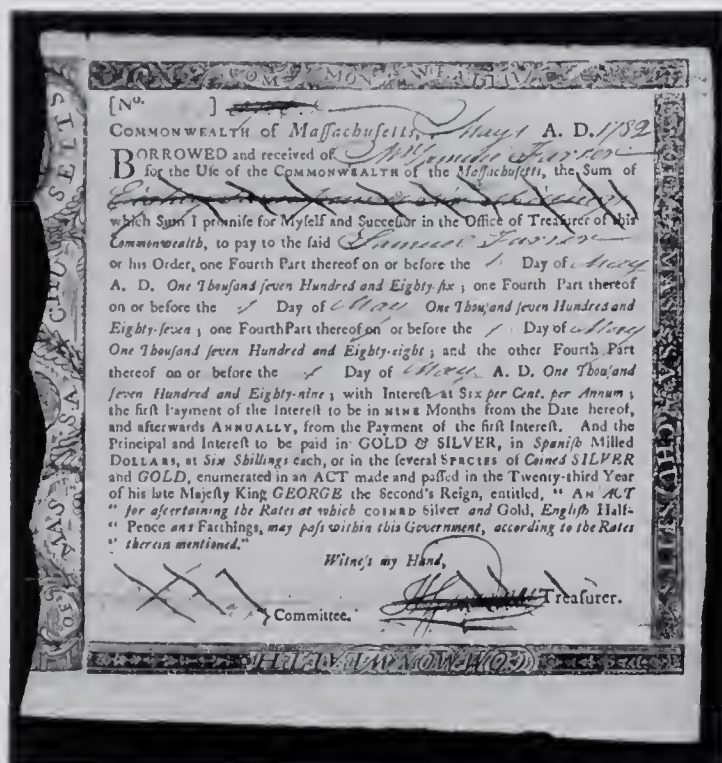 COMMONWEALTH
[No. ]
COMMONWEALTH of Maſſachuſetts, May 1 A. D. 1782
BORROWED and received of Mr Samuel Farrer
for the Uſe of the COMMONWEALTH of the Maſſachuſetts, the Sum of
which Sum I promiſe for Myſelf and Succeſſor in the Office of Treaſurer of this
Commonwealth, to pay to the ſaid Samuel Farrer
or his Order, one Fourth Part thereof on or before the 1 Day of May
A. D. One Thouſand ſeven Hundred and Eighty-ſix ; one Fourth Part thereof
on or before the 1 Day of May One Thouſand ſeven Hundred and
Eighty-ſeven ; one Fourth Part thereof on or before the 1 Day of May
One Thouſand ſeven Hundred and Eighty-eight ; and the other Fourth Part
thereof on or before the 1 Day of May A. D. One Thouſand
ſeven Hundred and Eighty-nine ; with Intereſt at SIX per Cent. per Annum ;
the firſt Payment of the Intereſt to be in NINE Months from the Date hereof,
and afterwards ANNUALLY, from the Payment of the firſt Intereſt. And the
Principal and Intereſt to be paid in GOLD & SILVER, in Spaniſh Milled
DOLLARS, at Six Shillings each, or in the ſeveral SPECIES of Coined SILVER
and GOLD, enumerated in an ACT made and paſſed in the Twenty-third Year
of his late Majeſty King GEORGE the Second's Reign, entitled, " AN ACT
" for aſcertaining the Rates at which COINED Silver and Gold, Engliſh Half-
" Pence and Farthings, may paſs within this Government, according to the Rates
" therein mentioned."
Witneſs my Hand,
Committee. Treaſurer.
OF MASSACHUSETTS
MASSACHUSETTS
COMMONWEALTH